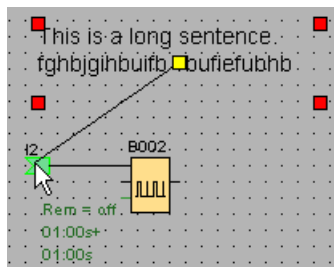 This is a long sentence.
fghbjgihbuifb bufiefubhb
I2
B002
Rem = off
01:00s+
01:00s